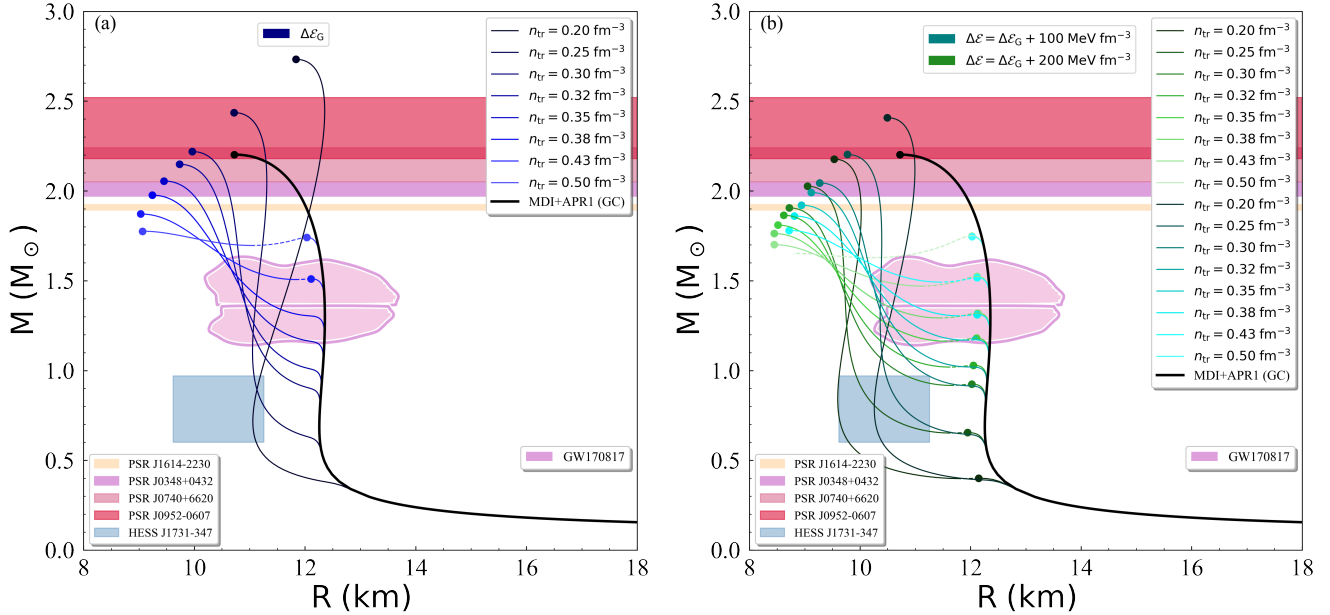 (a)
ΔℰG
ntr = 0.20 fm−3
ntr = 0.25 fm−3
ntr = 0.30 fm−3
ntr = 0.32 fm−3
ntr = 0.35 fm−3
ntr = 0.38 fm−3
ntr = 0.43 fm−3
ntr = 0.50 fm−3
MDI+APR1 (GC)
3.0
2.5
2.0
1.5
1.0
0.5
0.0
M (M⊙)
GW170817
PSR J1614-2230
PSR J0348+0432
PSR J0740+6620
PSR J0952-0607
HESS J1731-347
8 10 12 14 16 18
R (km)
(b)
Δℰ = ΔℰG + 100 MeV fm−3
Δℰ = ΔℰG + 200 MeV fm−3
ntr = 0.20 fm−3
ntr = 0.25 fm−3
ntr = 0.30 fm−3
ntr = 0.32 fm−3
ntr = 0.35 fm−3
ntr = 0.38 fm−3
ntr = 0.43 fm−3
ntr = 0.50 fm−3
ntr = 0.20 fm−3
ntr = 0.25 fm−3
ntr = 0.30 fm−3
ntr = 0.32 fm−3
ntr = 0.35 fm−3
ntr = 0.38 fm−3
ntr = 0.43 fm−3
ntr = 0.50 fm−3
MDI+APR1 (GC)
3.0
2.5
2.0
1.5
1.0
0.5
0.0
M (M⊙)
GW170817
PSR J1614-2230
PSR J0348+0432
PSR J0740+6620
PSR J0952-0607
HESS J1731-347
8 10 12 14 16 18
R (km)